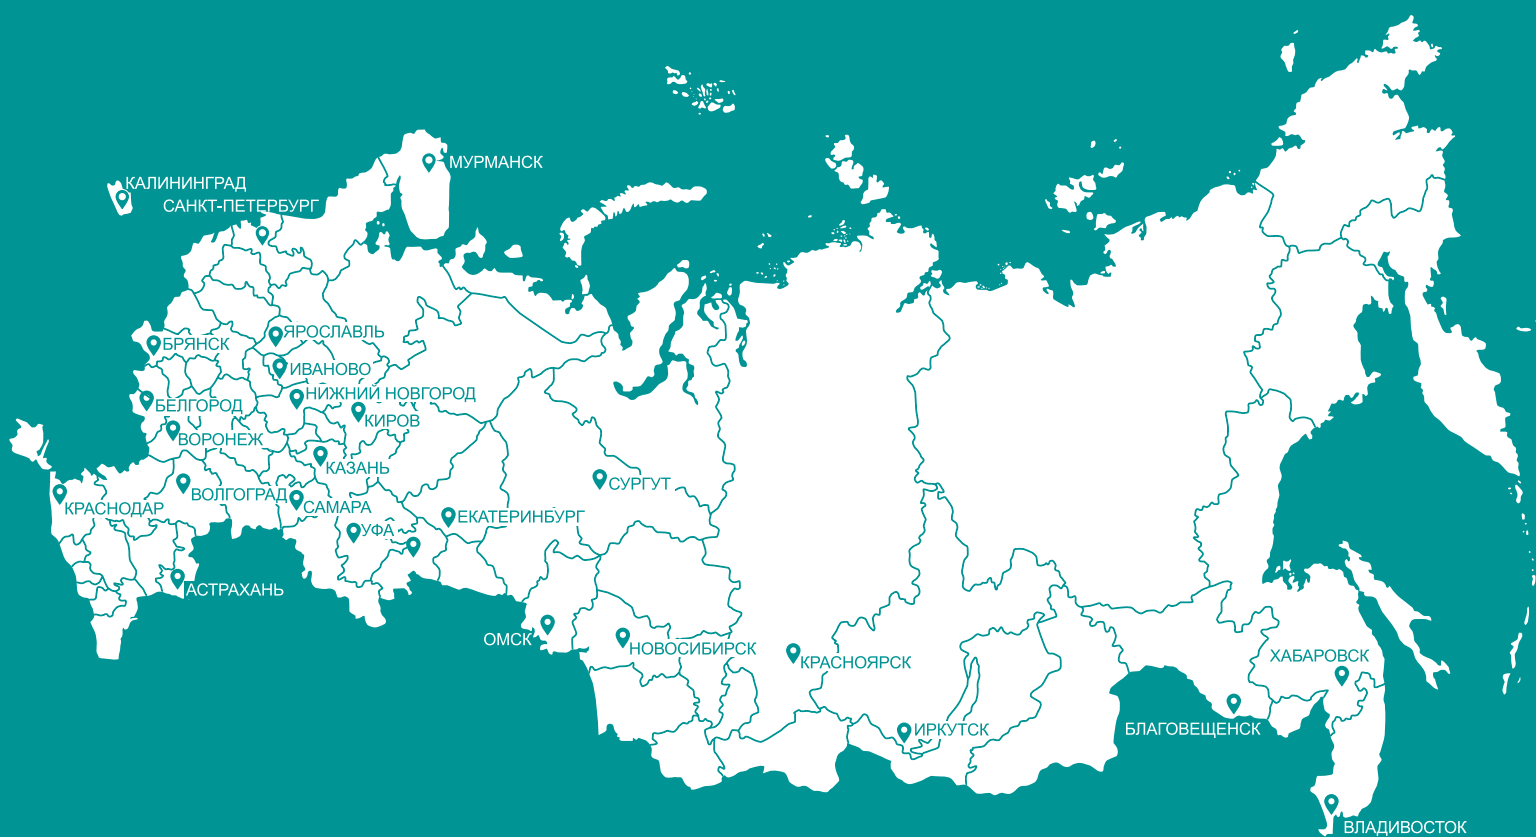 МУРМАНСК
КАЛИНИНГРАД
САНКТ-ПЕТЕРБУРГ
ЯРОСЛАВЛЬ
БРЯНСК
ИВАНОВО
НИЖНИЙ НОВГОРОД
БЕЛГОРОД
КИРОВ
ВОРОНЕЖ
КАЗАНЬ
СУРГУТ
ВОЛГОГРАД
САМАРА
КРАСНОДАР
ЕКАТЕРИНБУРГ
УФА
АСТРАХАНЬ
ОМСК
НОВОСИБИРСК
КРАСНОЯРСК
ХАБАРОВСК
ИРКУТСК
БЛАГОВЕЩЕНСК
ВЛАДИВОСТОК